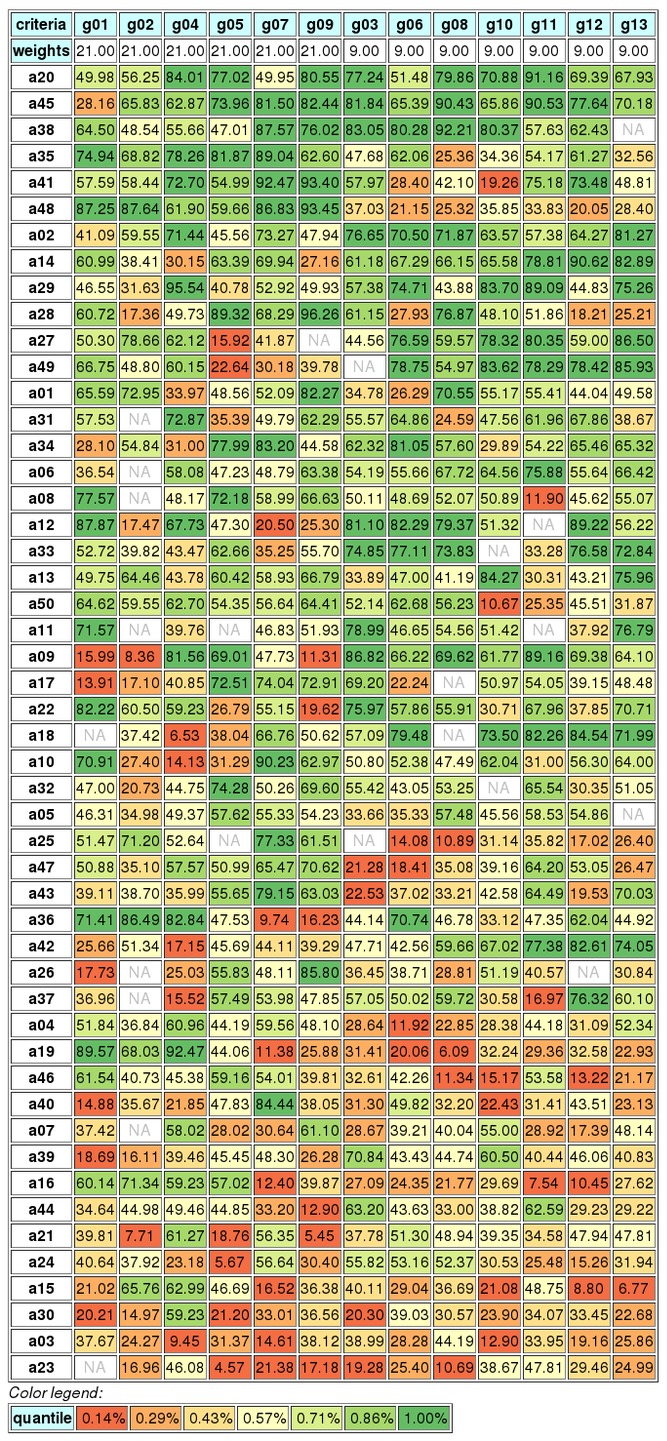 criteria g01 g02 g04 g05 g07 g09 g03 g06 g08 g10 g11 g12 g13
weights 21.00 21.00 21.00 21.00 21.00 21.00 9.00 9.00 9.00 9.00 9.00 9.00 9.00
a20 49.98 56.25 84.01 77.02 49.95 80.55 77.24 51.48 79.86 70.88 91.16 69.39 67.93
a45 28.16 65.83 62.87 73.96 81.50 82.44 81.84 65.39 90.43 65.86 90.53 77.64 70.18
a38 64.50 48.54 55.66 47.01 87.57 76.02 83.05 80.28 92.21 80.37 57.63 62.43 NA
a35 74.94 68.82 78.26 81.87 89.04 62.60 47.68 62.06 25.36 34.36 54.17 61.27 32.56
a41 57.59 58.44 72.70 54.99 92.47 93.40 57.97 28.40 42.10 19.26 75.18 73.48 48.81
a48 87.25 87.64 61.90 59.66 86.83 93.45 37.03 21.15 25.32 35.85 33.83 20.05 28.40
a02 41.09 59.55 71.44 45.56 73.27 47.94 76.65 70.50 71.87 63.57 57.38 64.27 81.27
a14 60.99 38.41 30.15 63.39 69.94 27.16 61.18 67.29 66.15 65.58 78.81 90.62 82.89
a29 46.55 31.63 95.54 40.78 52.92 49.93 57.38 74.71 43.88 83.70 89.09 44.83 75.26
a28 60.72 17.36 49.73 89.32 68.29 96.26 61.15 27.93 76.87 48.10 51.86 18.21 25.21
a27 50.30 78.66 62.12 15.92 41.87 NA 44.56 76.59 59.57 78.32 80.35 59.00 86.50
a49 66.75 48.80 60.15 22.64 30.18 39.78 NA 78.75 54.97 83.62 78.29 78.42 85.93
a01 65.59 72.95 33.97 48.56 52.09 82.27 34.78 26.29 70.55 55.17 55.41 44.04 49.58
a31 57.53 NA 72.87 35.39 49.79 62.29 55.57 64.86 24.59 47.56 61.96 77.86 38.67
a34 28.10 54.84 31.00 77.99 83.20 44.58 62.32 81.05 57.60 29.89 54.22 65.46 65.32
a06 36.54 NA 58.08 47.23 48.79 63.38 54.19 55.66 67.72 64.56 75.88 55.64 66.42
a08 77.57 NA 48.17 72.18 58.99 66.63 50.11 48.69 52.07 50.89 11.90 45.62 55.07
a12 87.87 17.47 67.73 47.30 20.50 25.30 81.10 82.29 79.37 51.32 NA 89.22 56.22
a33 52.72 39.82 43.47 62.66 35.25 55.70 74.85 77.11 73.83 NA 33.28 76.58 72.84
a13 49.75 64.46 43.78 60.42 58.93 66.79 33.89 47.00 41.19 84.27 30.31 43.21 75.96
a50 64.62 59.55 62.70 54.35 56.64 64.41 52.14 62.68 56.23 10.67 25.35 45.51 31.87
a11 71.57 NA 39.76 NA 46.83 51.93 78.99 46.65 54.56 51.42 NA 37.92 76.79
a09 15.99 8.36 81.56 69.01 47.73 11.31 86.82 66.22 69.62 61.77 89.16 69.38 64.10
a17 13.91 17.10 40.85 72.51 74.04 72.91 69.20 22.24 NA 50.97 54.05 39.15 48.48
a22 82.22 60.50 59.23 26.79 55.15 19.62 75.97 57.86 55.91 30.71 67.96 37.85 70.71
a18 NA 37.42 6.53 38.04 66.76 50.62 57.09 79.48 NA 73.50 82.26 84.54 71.99
a10 70.91 27.40 14.13 31.29 90.23 62.97 50.80 52.38 47.49 62.04 31.00 56.30 64.00
a32 47.00 20.73 44.75 74.28 50.26 69.60 55.42 43.05 53.25 NA 65.54 30.35 51.05
a05 46.31 34.98 49.37 57.62 55.33 54.23 33.66 35.33 57.48 45.56 58.53 54.86 NA
a25 51.47 71.20 52.64 NA 77.33 61.51 NA 14.08 10.89 31.14 35.82 17.02 26.40
a47 50.88 35.10 57.57 50.99 65.47 70.62 21.28 18.41 35.08 39.16 64.20 53.05 26.47
a43 39.11 38.70 35.99 55.65 79.15 63.03 22.53 37.02 33.21 42.58 64.49 19.53 70.03
a36 71.41 86.49 82.84 47.53 9.74 16.23 44.14 70.74 46.78 33.12 47.35 62.04 44.92
a42 25.66 51.34 17.15 45.69 44.11 39.29 47.71 42.56 59.66 67.02 77.38 82.61 74.05
a26 17.73 NA 25.03 55.83 48.11 85.80 36.45 38.71 28.81 51.19 40.57 NA 30.84
a37 36.96 NA 15.52 57.49 53.98 47.85 57.05 50.02 59.72 30.58 16.97 76.32 60.10
a04 51.84 36.84 60.96 44.19 59.56 48.10 28.64 11.92 22.85 28.38 44.18 31.09 52.34
a19 89.57 68.03 92.47 44.06 11.38 25.88 31.41 20.06 6.09 32.24 29.36 32.58 22.93
a46 61.54 40.73 45.38 59.16 54.01 39.81 32.61 42.26 11.34 15.17 53.58 13.22 21.17
a40 14.88 35.67 21.85 47.83 84.44 38.05 31.30 49.82 32.20 22.43 31.41 43.51 23.13
a07 37.42 NA 58.02 28.02 30.64 61.10 28.67 39.21 40.04 55.00 28.92 17.39 48.14
a39 18.69 16.11 39.46 45.45 48.30 26.28 70.84 43.43 44.74 60.50 40.44 46.06 40.83
a16 60.14 71.34 59.23 57.02 12.40 39.87 27.09 24.35 21.77 29.69 7.54 10.45 27.62
a44 34.64 44.98 49.46 44.85 33.20 12.90 63.20 43.63 33.00 38.82 62.59 29.23 29.22
a21 39.81 7.71 61.27 18.76 56.35 5.45 37.78 51.30 48.94 39.35 34.58 47.94 47.81
a24 40.64 37.92 23.18 5.67 56.64 30.40 55.82 53.16 52.37 30.53 25.48 15.26 31.94
a15 21.02 65.76 62.99 46.69 16.52 36.38 40.11 29.04 36.69 21.08 48.75 8.80 6.77
a30 20.21 14.97 59.23 21.20 33.01 36.56 20.30 39.03 30.57 23.90 34.07 33.45 22.68
a03 37.67 24.27 9.45 31.37 14.61 38.12 38.99 28.28 44.19 12.90 33.95 19.16 25.86
a23 NA 16.96 46.08 4.57 21.38 17.18 19.28 25.40 10.69 38.67 47.81 29.46 24.99
Color legend:
quantile 0.14% 0.29% 0.43% 0.57% 0.71% 0.86% 1.00%